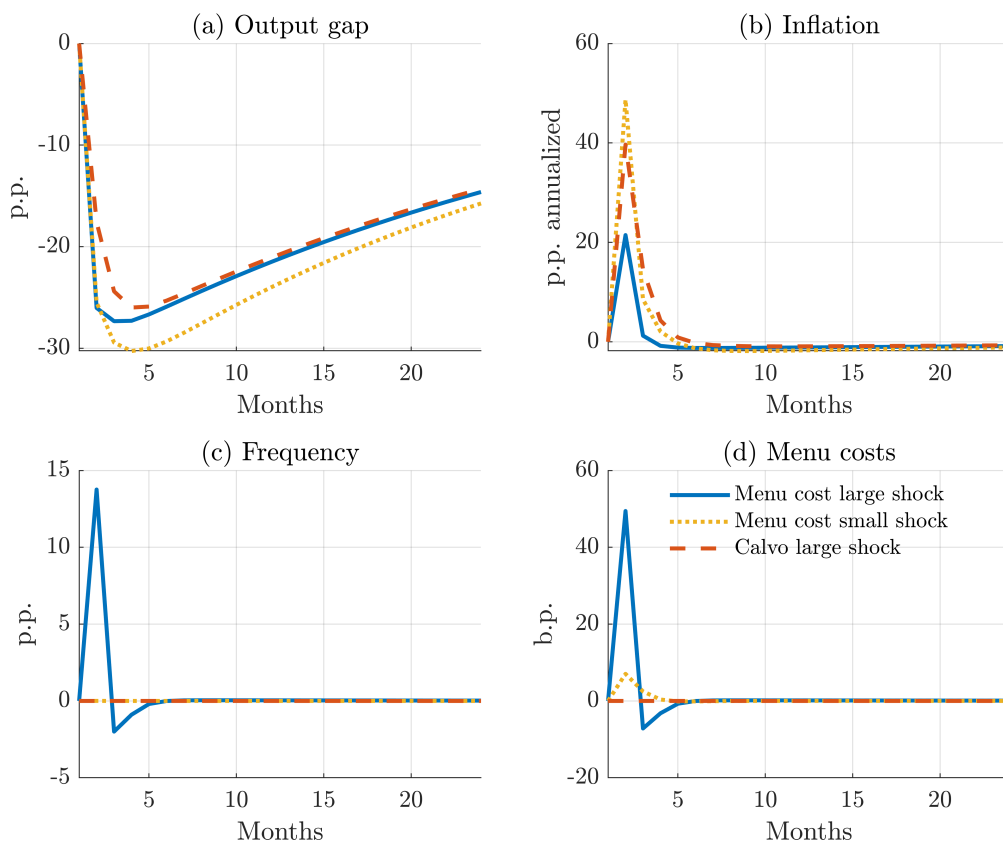 (a) Output gap
0
-10
-20
-30
p.p.
5
10
15
20
Months
(b) Inflation
60
40
20
0
p.p. annualized
5
10
15
20
Months
(c) Frequency
15
10
5
0
-5
p.p.
5
10
15
20
Months
(d) Menu costs
60
40
20
0
-20
b.p.
Menu cost large shock
Menu cost small shock
Calvo large shock
5
10
15
20
Months